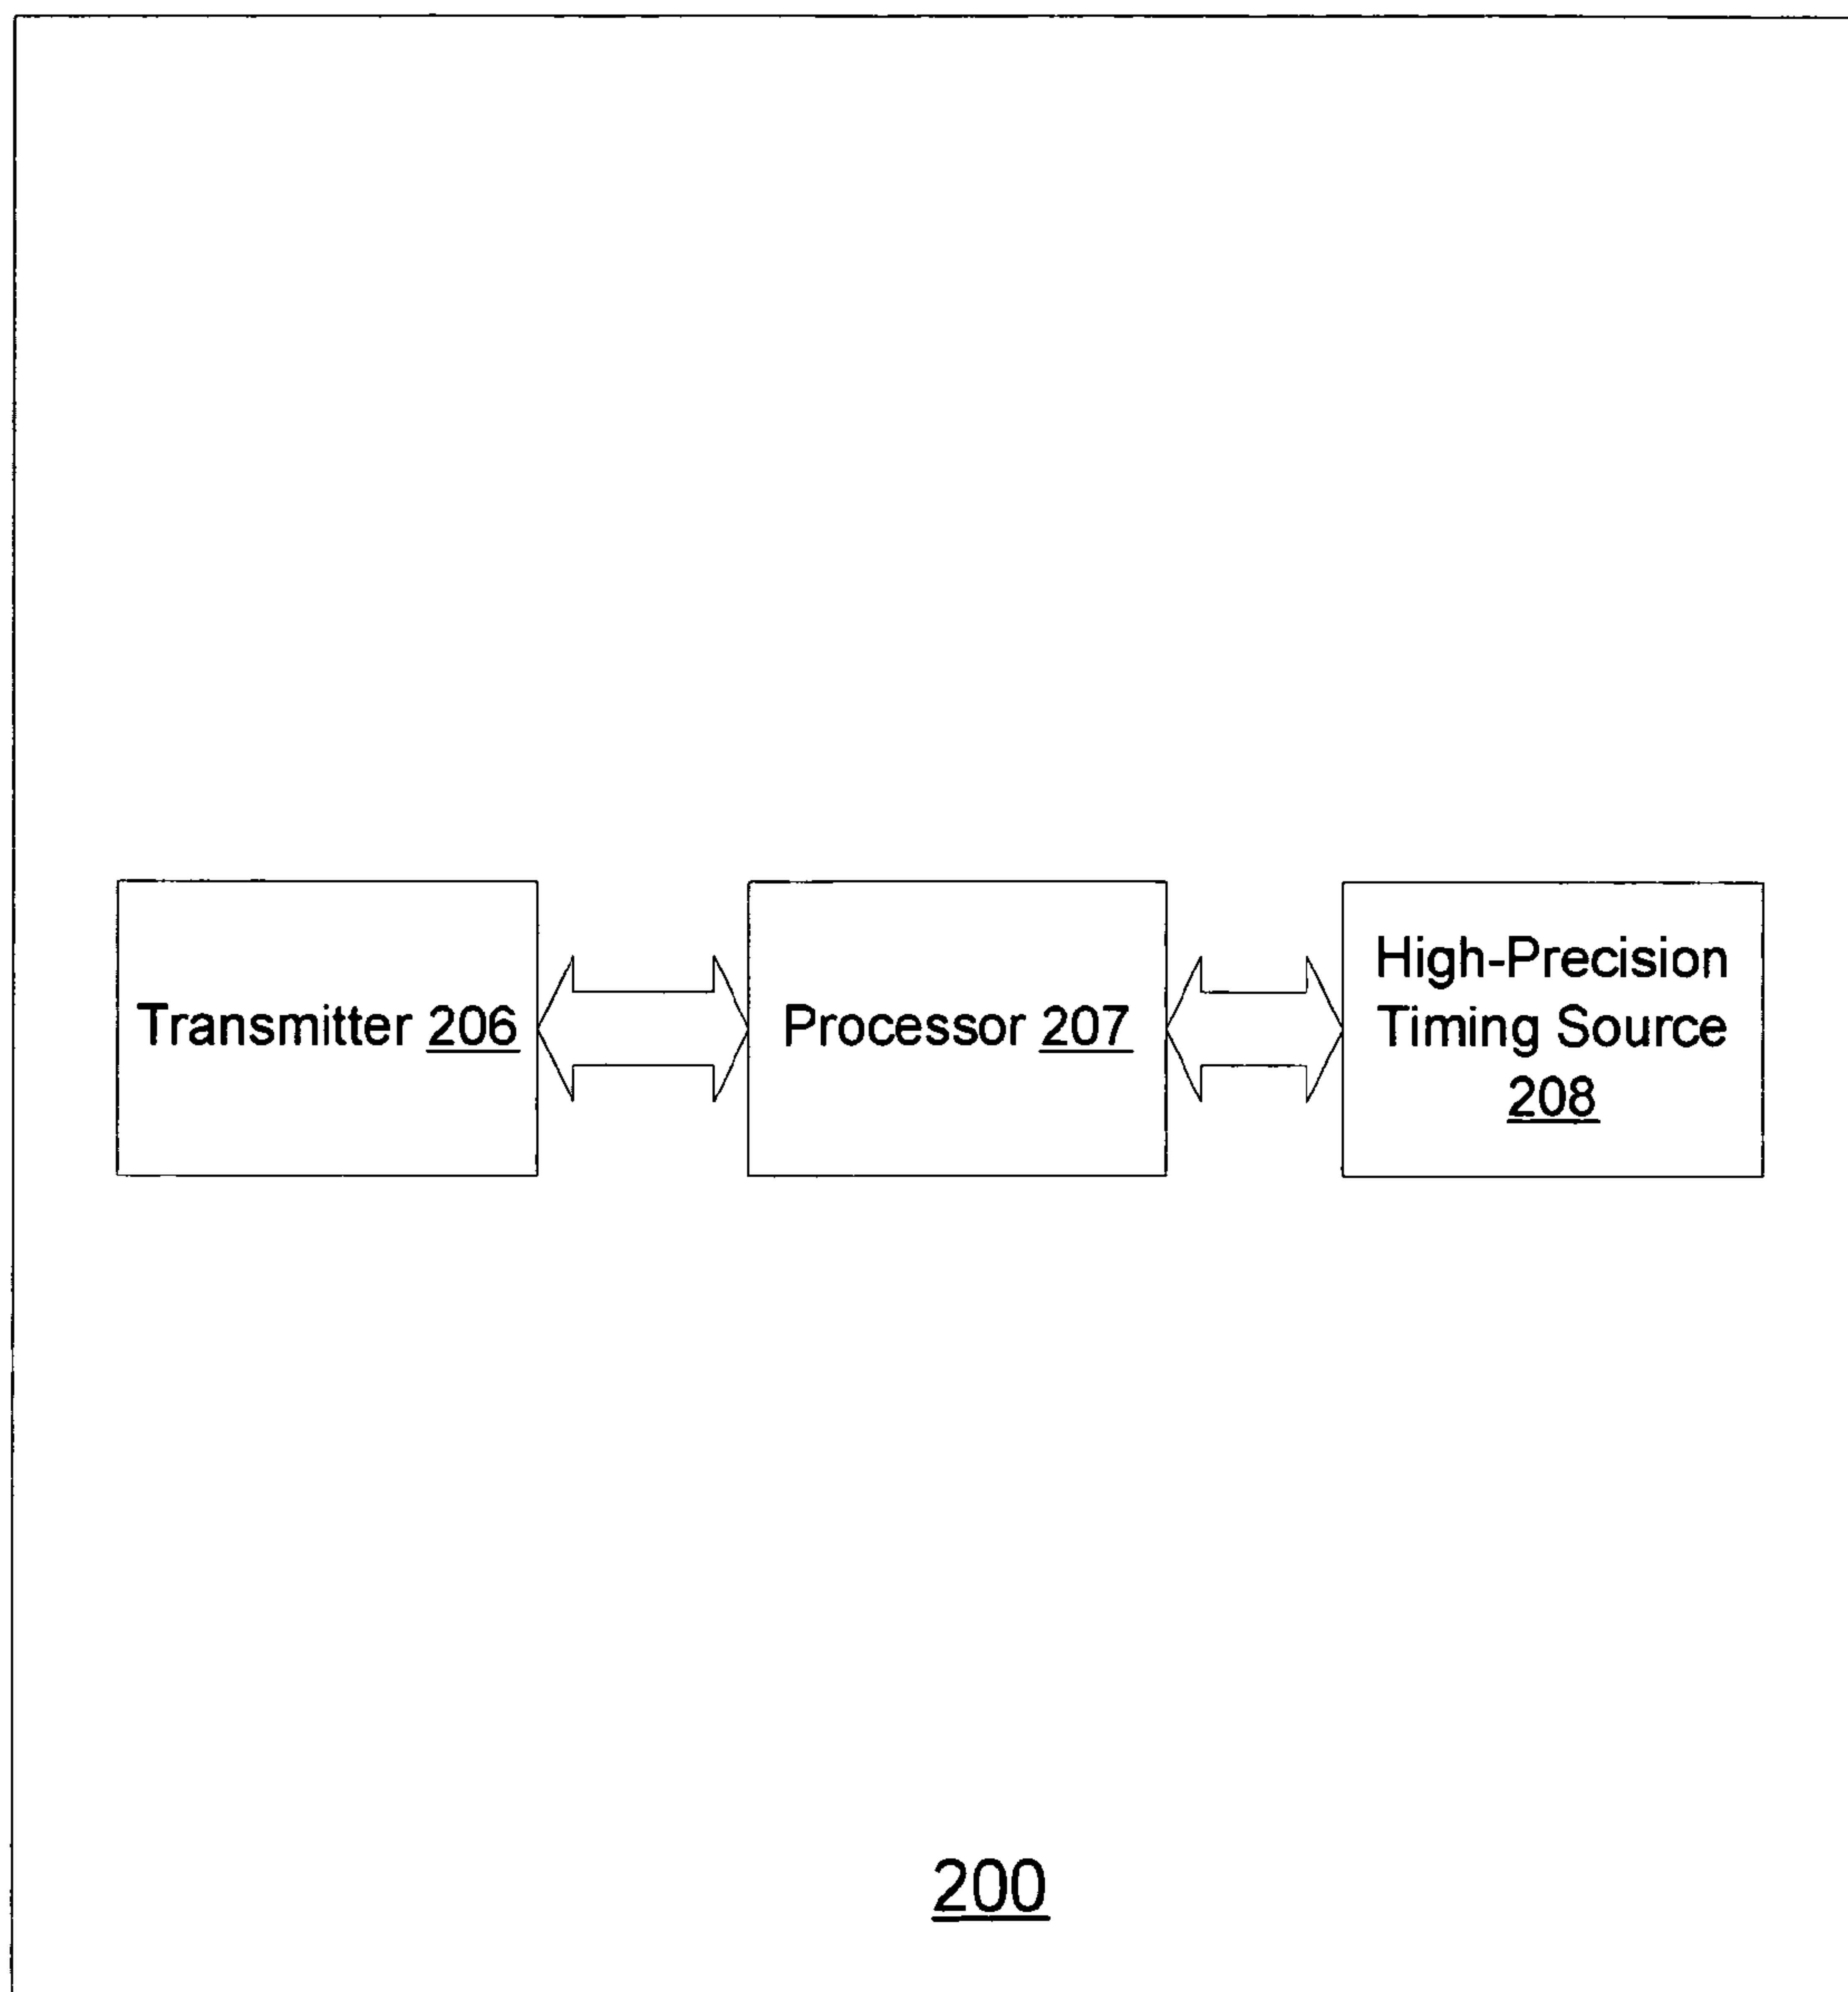 Transmitter 206
Processor 207
High-Precision
Timing Source
208
200